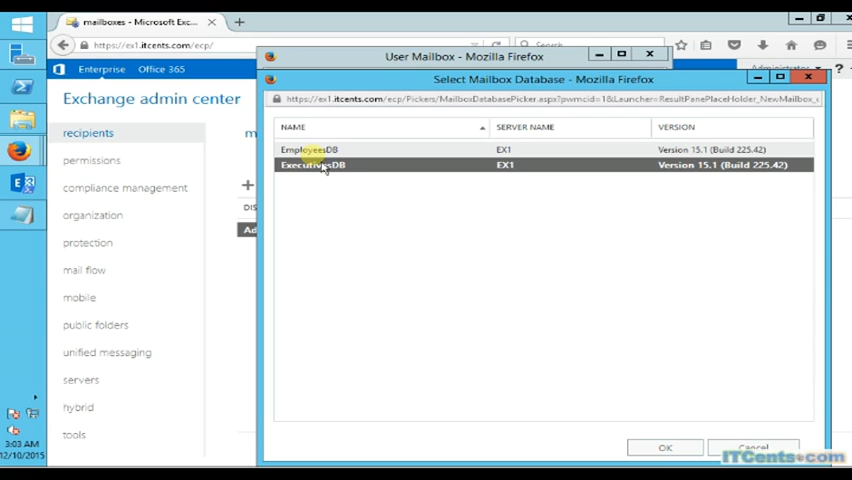 mailboxes - Microsoft Exc...
https://ex1.itcents.com/ecp/
Search
Enterprise Office 365
Administrator
User Mailbox - Mozilla Firefox
Select Mailbox Database - Mozilla Firefox
https://ex1.itcents.com/ecp/Pickers/MailboxDatabasePicker.aspx?pwmcid=1&Launcher=ResultPanePlaceHolder_NewMailbox_c
Exchange admin center
recipients
permissions
compliance management
organization
protection
mail flow
mobile
public folders
unified messaging
servers
hybrid
tools
m
DIS
Ad
NAME SERVER NAME VERSION
EmployeesDB EX1 Version 15.1 (Build 225.42)
ExecutivesDB EX1 Version 15.1 (Build 225.42)
OK Cancel
3:03 AM
12/10/2015
ITCents.com